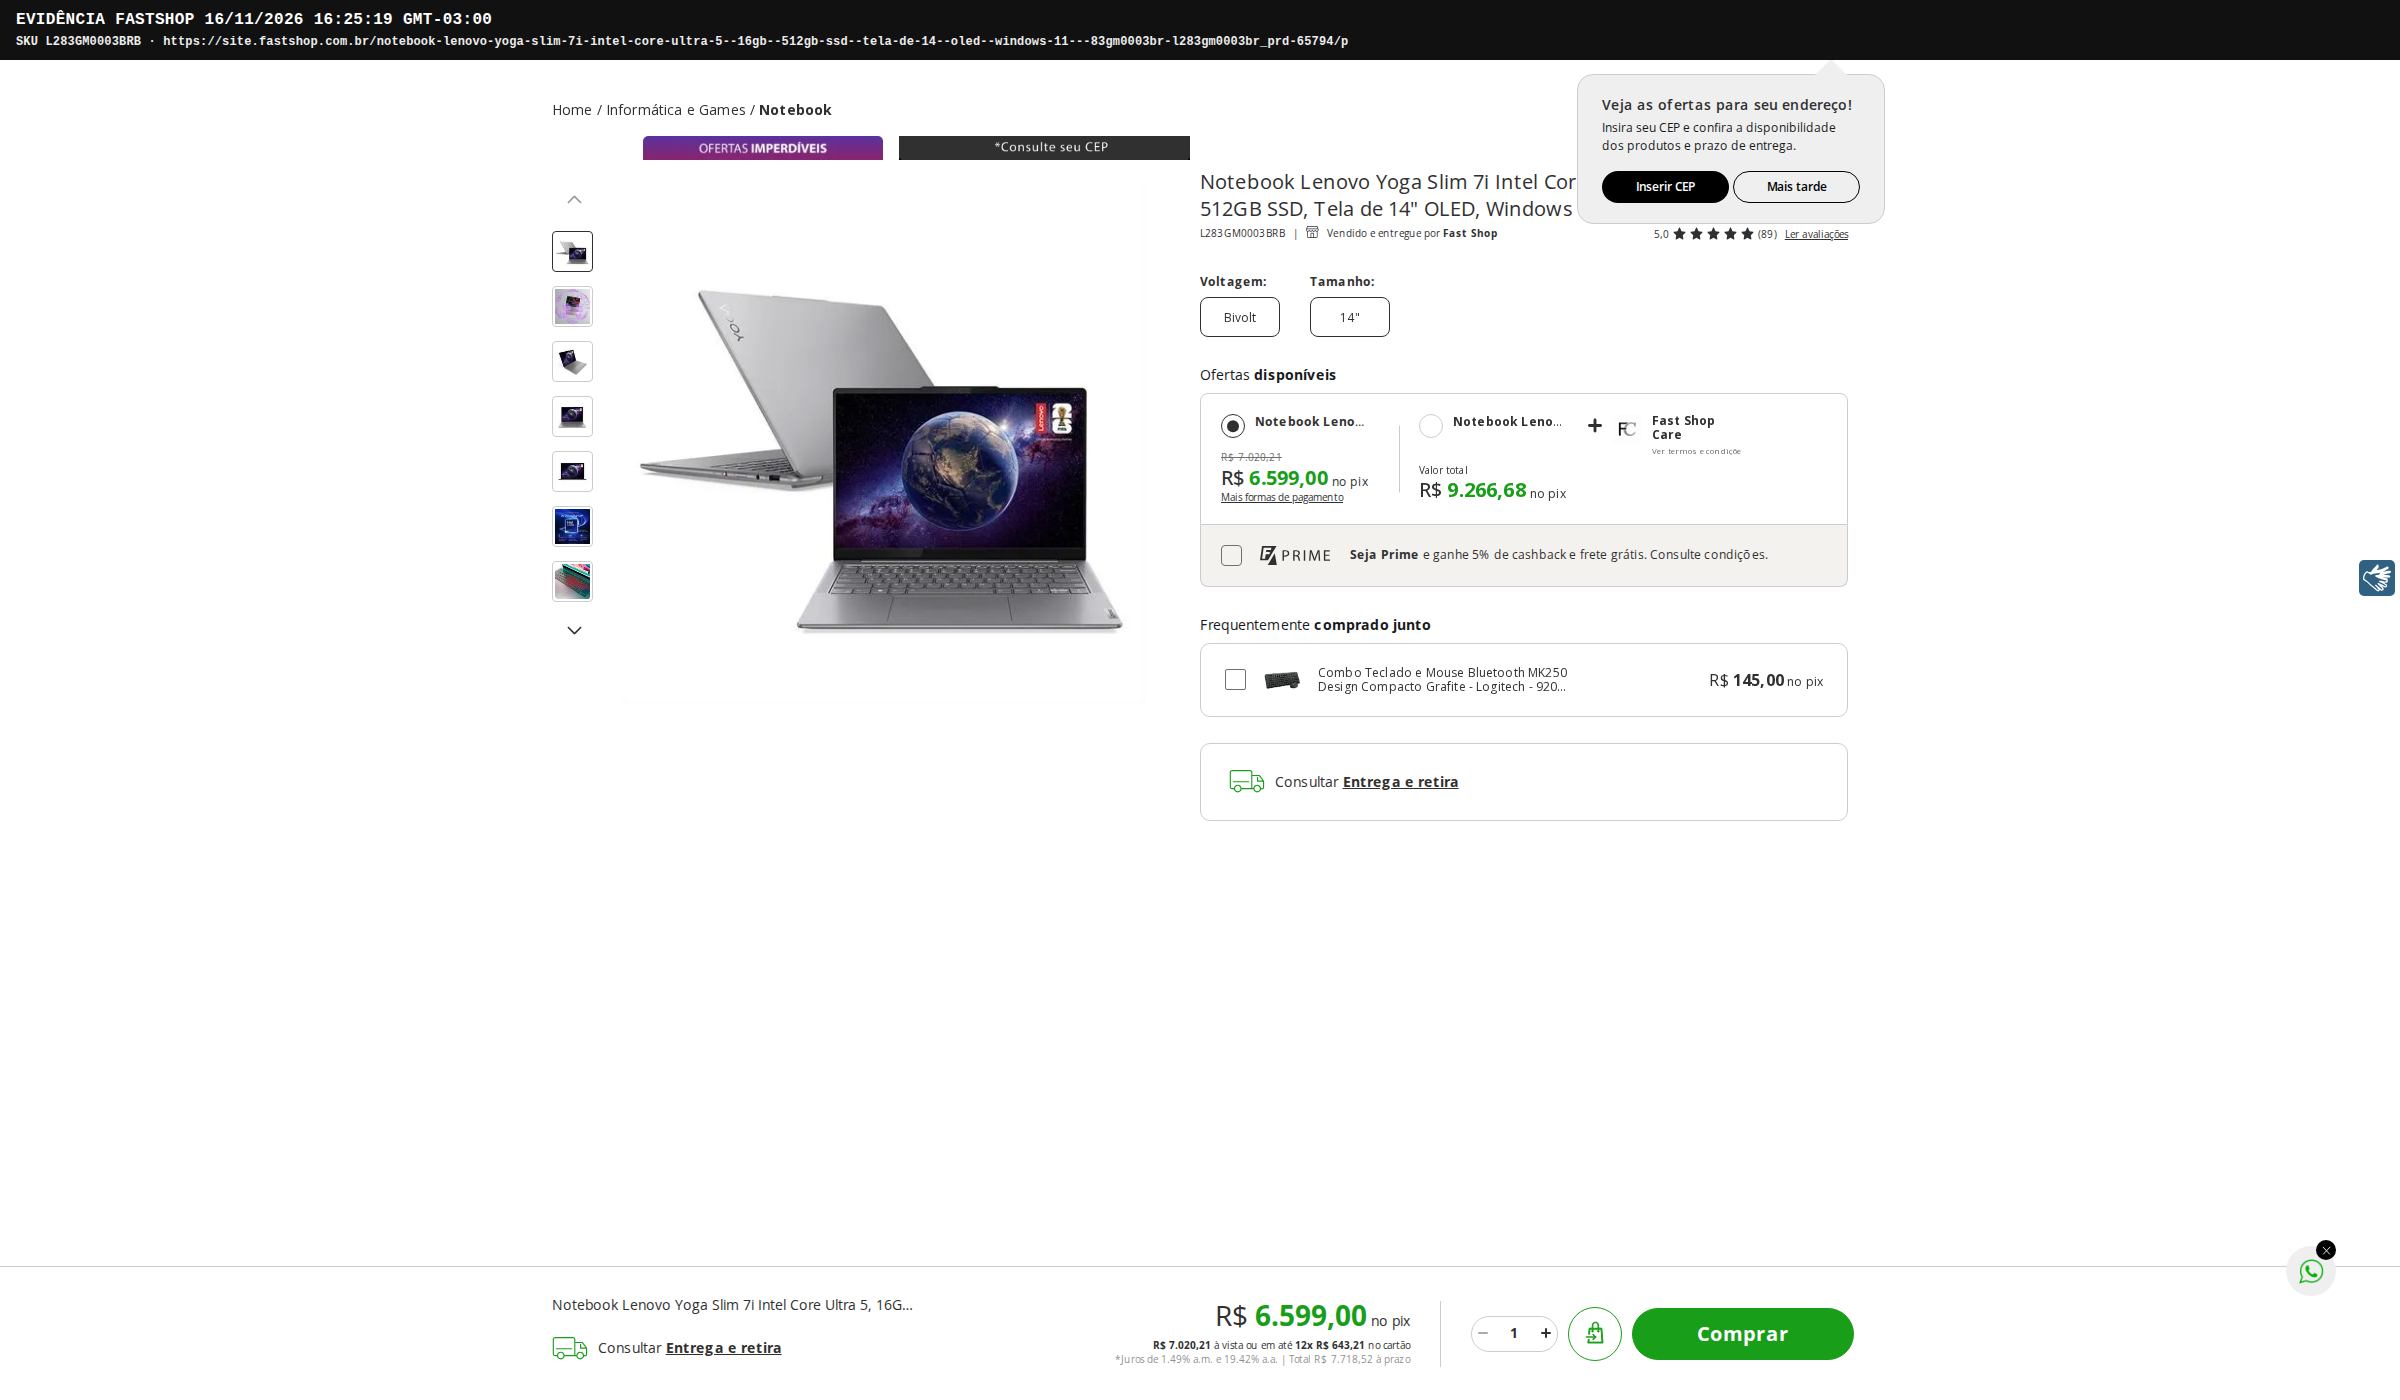 EVIDÊNCIA FASTSHOP 16/11/2026 16:25:19 GMT-03:00
SKU L283GM0003BRB · https://site.fastshop.com.br/notebook-lenovo-yoga-slim-7i-intel-core-ultra-5--16gb--512gb-ssd--tela-de-14--oled--windows-11---83gm0003br-l283gm0003br_prd-65794/p
Home / Informática e Games / Notebook
OFERTAS IMPERDÍVEIS
*Consulte seu CEP
Veja as ofertas para seu endereço!
Insira seu CEP e confira a disponibilidade
dos produtos e prazo de entrega.
Inserir CEP
Mais tarde
Notebook Lenovo Yoga Slim 7i Intel Cor
512GB SSD, Tela de 14" OLED, Windows
L283GM0003BRB | Vendido e entregue por Fast Shop
5,0 (89) Ler avaliações
Voltagem:
Bivolt
Tamanho:
14"
YOGA
Lenovo
FIFA
Ofertas disponíveis
Notebook Leno...
R$ 7.020,21
R$ 6.599,00 no pix
Mais formas de pagamento
Notebook Leno...
Valor total
R$ 9.266,68 no pix
+
FC
Fast Shop
Care
Ver termos e condiçõe
PRIME
Seja Prime e ganhe 5% de cashback e frete grátis. Consulte condições.
Frequentemente comprado junto
Combo Teclado e Mouse Bluetooth MK250
Design Compacto Grafite - Logitech - 920...
R$ 145,00 no pix
Consultar Entrega e retira
Notebook Lenovo Yoga Slim 7i Intel Core Ultra 5, 16G...
Consultar Entrega e retira
R$ 6.599,00 no pix
R$ 7.020,21 à vista ou em até 12x R$ 643,21 no cartão
*Juros de 1.49% a.m. e 19.42% a.a. | Total R$ 7.718,52 à prazo
− 1 +
Comprar